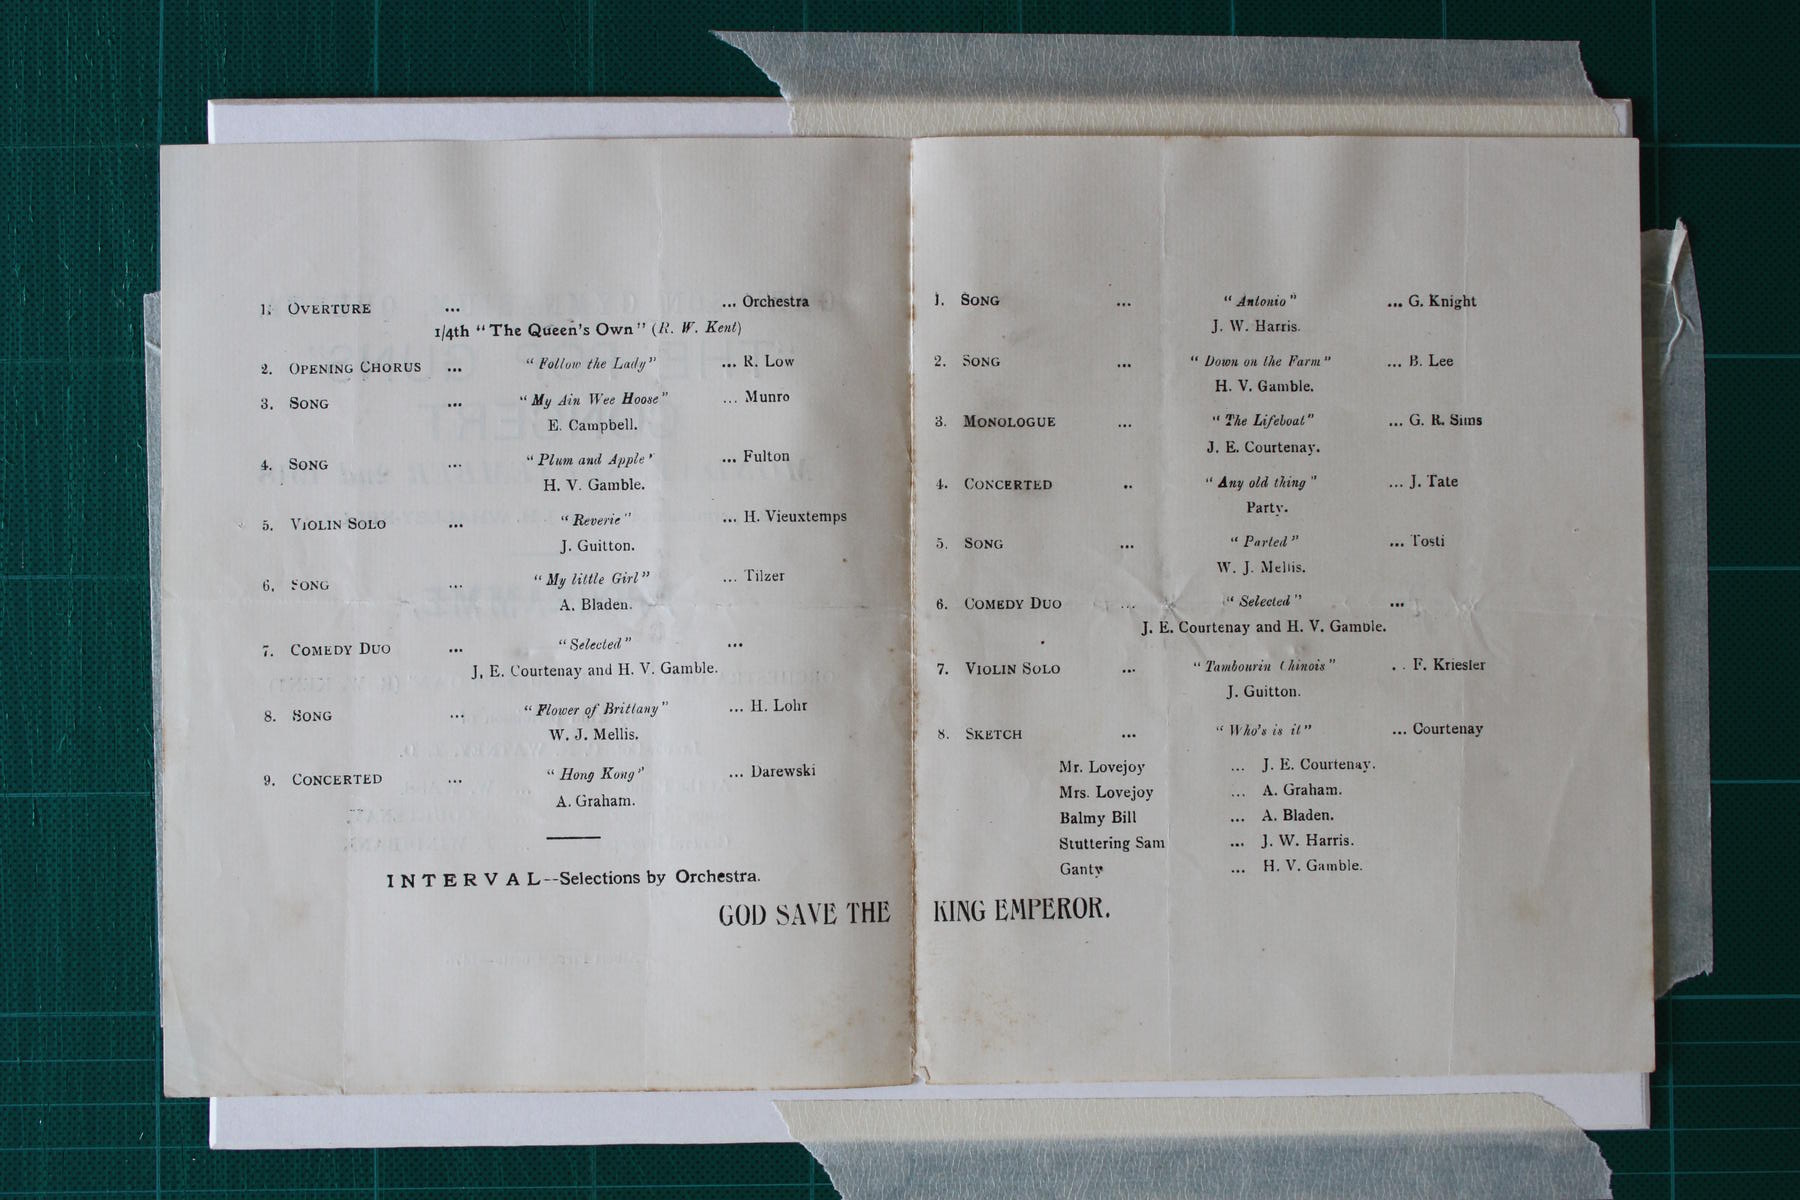 1. OVERTURE ... ... Orchestra
1/4th "The Queen's Own" (R. W. Kent)
2. OPENING CHORUS ... "Follow the Lady" ... R. Low
3. SONG ... "My Ain Wee Hoose" ... Munro
E. Campbell.
4. SONG ... "Plum and Apple" ... Fulton
H. V. Gamble.
5. VIOLIN SOLO ... "Reverie" ... H. Vieuxtemps
J. Guitton.
6. SONG ... "My little Girl" ... Tilzer
A. Bladen.
7. COMEDY DUO ... "Selected" ...
J, E. Courtenay and H. V. Gamble.
8. SONG ... "Flower of Brittany" ... H. Lohr
W. J. Mellis.
9. CONCERTED ... "Hong Kong" ... Darewski
A. Graham.
INTERVAL--Selections by Orchestra.
1. SONG ... "Antonio" ... G. Knight
J. W. Harris.
2. SONG ... "Down on the Farm" ... B. Lee
H. V. Gamble.
3. MONOLOGUE ... "The Lifeboat" ... G. R. Sims
J. E. Courtenay.
4. CONCERTED .. "Any old thing" ... J. Tate
Party.
5. SONG ... "Parted" ... Tosti
W. J. Mellis.
6. COMEDY DUO ... "Selected" ...
J. E. Courtenay and H. V. Gamble.
7. VIOLIN SOLO ... "Tambourin Chinois" . . F. Kriesler
J. Guitton.
8. SKETCH ... "Who's is it" ... Courtenay
Mr. Lovejoy ... J. E. Courtenay.
Mrs. Lovejoy ... A. Graham.
Balmy Bill ... A. Bladen.
Stuttering Sam ... J. W. Harris.
Ganty ... H. V. Gamble.
GOD SAVE THE KING EMPEROR.